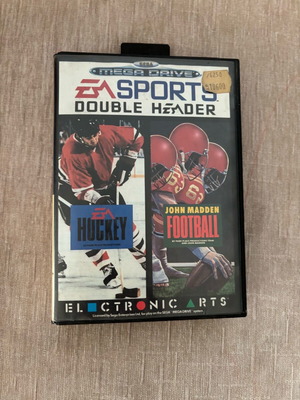 SEGA
MEGA DRIVE
EA SPORTS
DOUBLE HEADER
EA
HOCKEY
JOHN MADDEN
FOOTBALL
ELECTRONIC ARTS